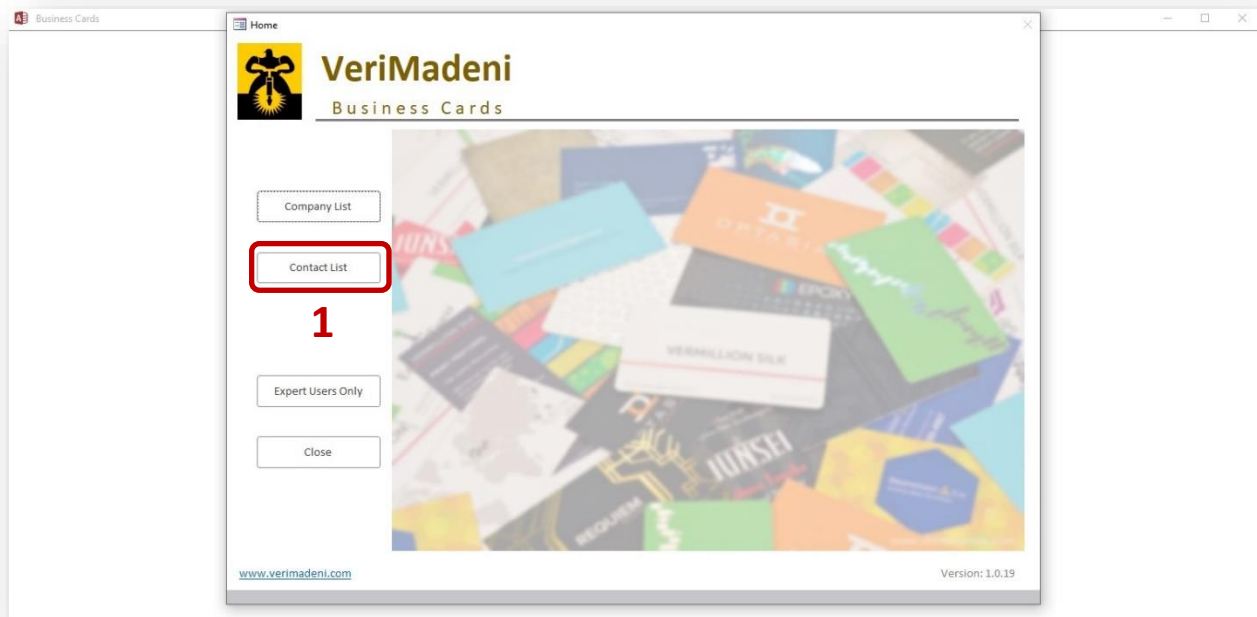 Business Cards
Home
VeriMadeni
Business Cards
Company List
Contact List
1
Expert Users Only
Close
OPTASIA
JUNSEI
EPOXY
VERMILLION SILK
JUNSEI
REQUIEM
www.verimadeni.com
Version: 1.0.19